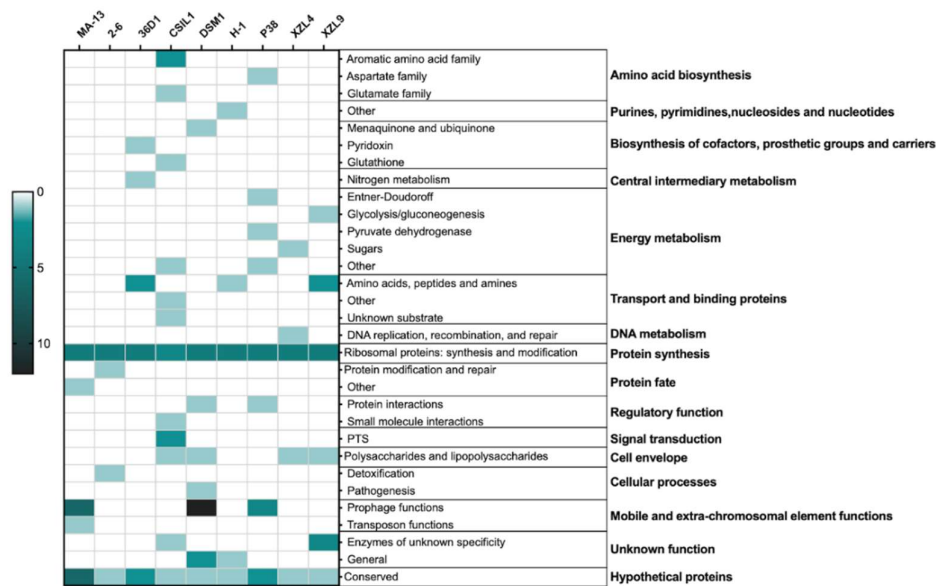 MA-13
2-6
36D1
CSIL1
DSM1
H-1
P38
XZL4
XZL9
Aromatic amino acid family
Aspartate family
Amino acid biosynthesis
Glutamate family
Other
Purines, pyrimidines,nucleosides and nucleotides
Menaquinone and ubiquinone
Pyridoxin
Biosynthesis of cofactors, prosthetic groups and carriers
Glutathione
Nitrogen metabolism
Central intermediary metabolism
0
Entner-Doudoroff
Glycolysis/gluconeogenesis
Pyruvate dehydrogenase
Energy metabolism
Sugars
5
Other
Amino acids, peptides and amines
Other
Transport and binding proteins
Unknown substrate
DNA replication, recombination, and repair
DNA metabolism
10
Ribosomal proteins: synthesis and modification
Protein synthesis
Protein modification and repair
Protein fate
Other
Protein interactions
Regulatory function
Small molecule interactions
PTS
Signal transduction
Polysaccharides and lipopolysaccharides
Cell envelope
Detoxification
Cellular processes
Pathogenesis
Prophage functions
Mobile and extra-chromosomal element functions
Transposon functions
Enzymes of unknown specificity
Unknown function
General
Conserved
Hypothetical proteins